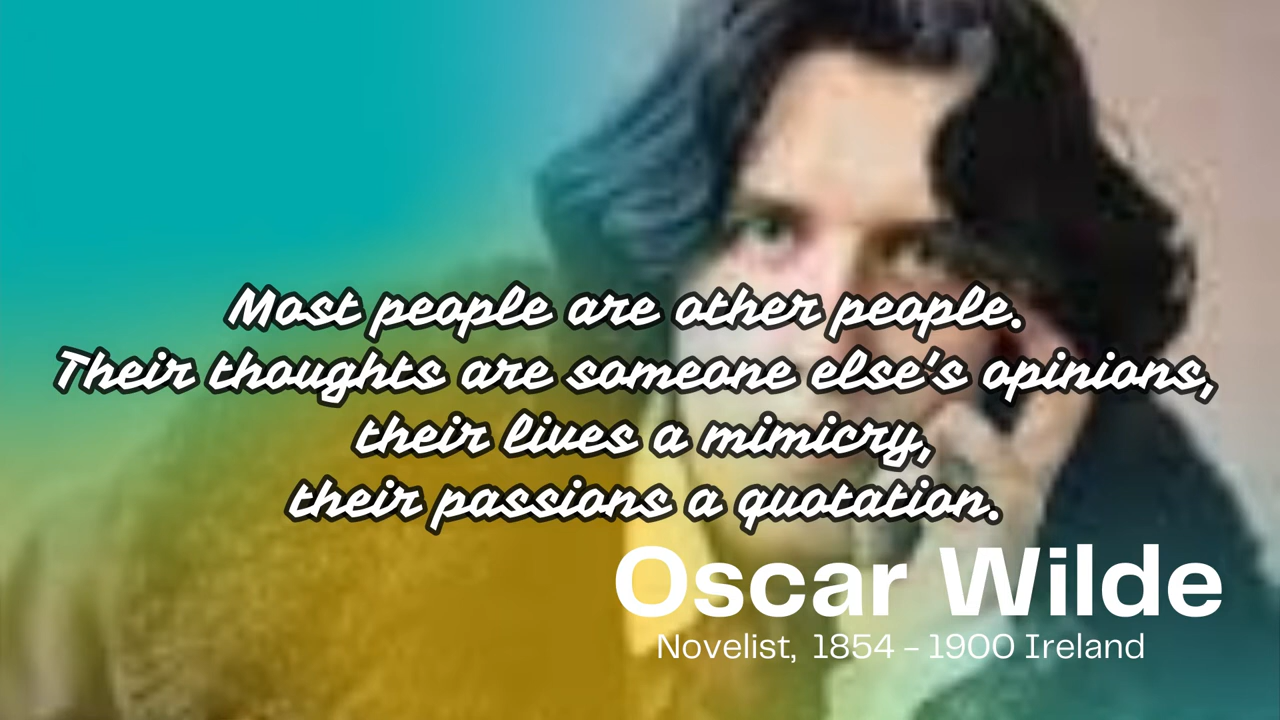 Most people are other people.
Their thoughts are someone else's opinions,
their lives a mimicry,
their passions a quotation.
Oscar Wilde
Novelist, 1854 - 1900 Ireland